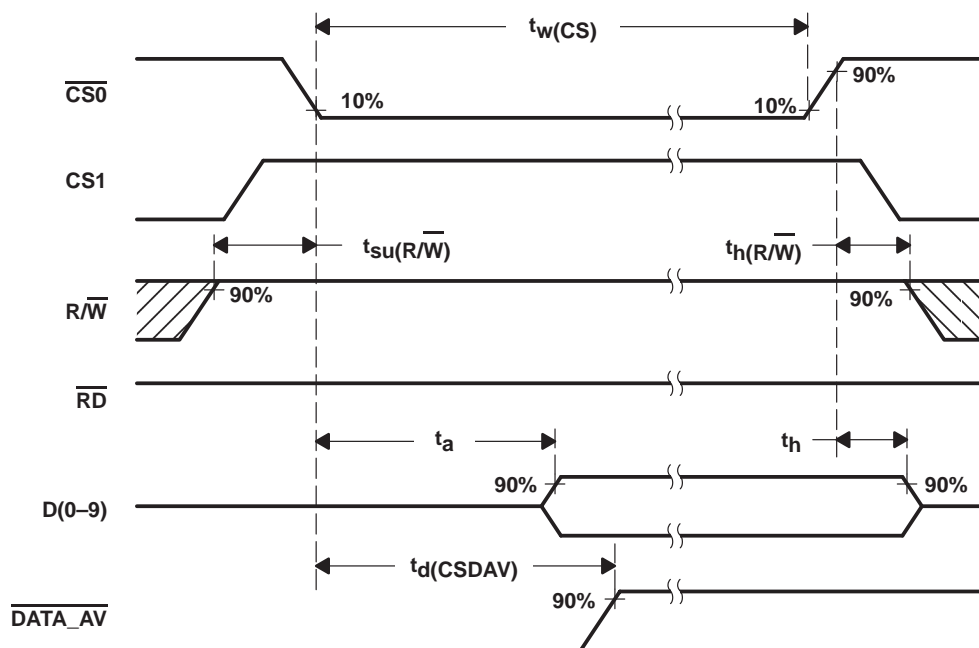 tw(CS)
CS0
10%
10%
90%
CS1
tsu(R/W)
th(R/W)
R/W
90%
90%
RD
ta
th
D(0–9)
90%
90%
td(CSDAV)
DATA_AV
90%